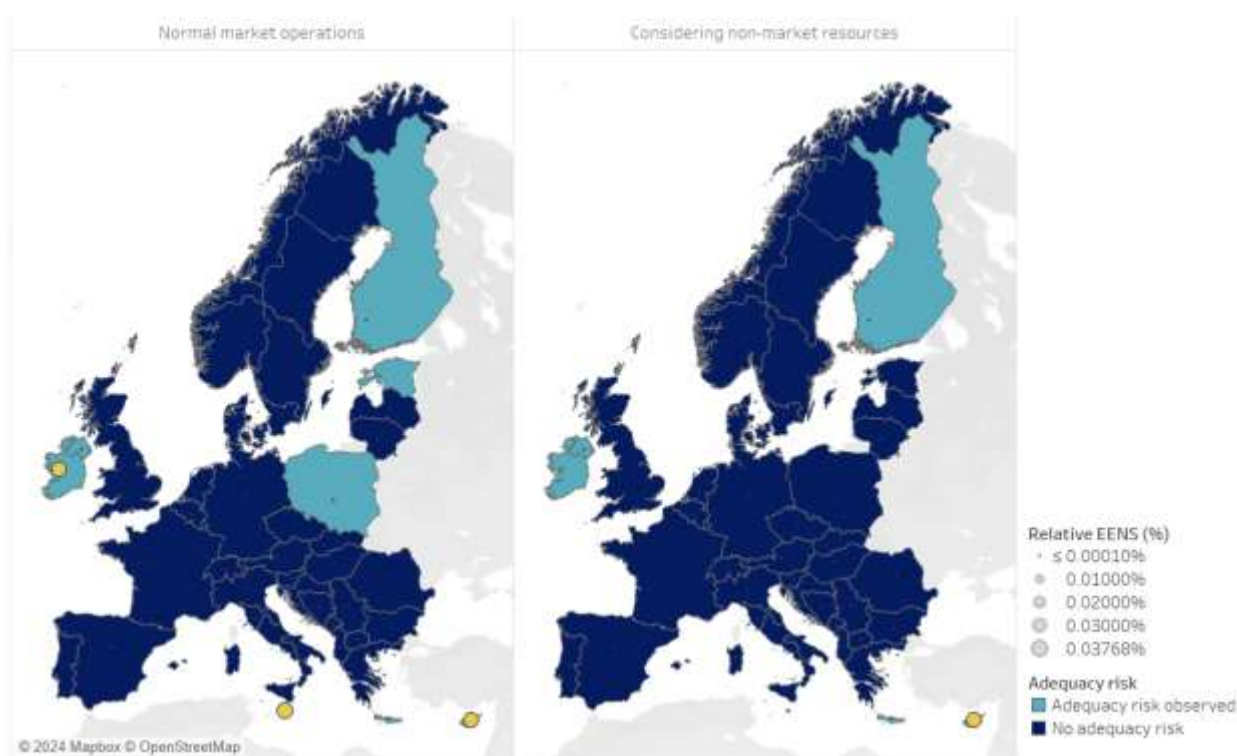 Normal market operations
Considering non-market resources
Relative EENS (%)
≤ 0.00010%
0.01000%
0.02000%
0.03000%
0.03768%
Adequacy risk
Adequacy risk observed
No adequacy risk
© 2024 Mapbox © OpenStreetMap